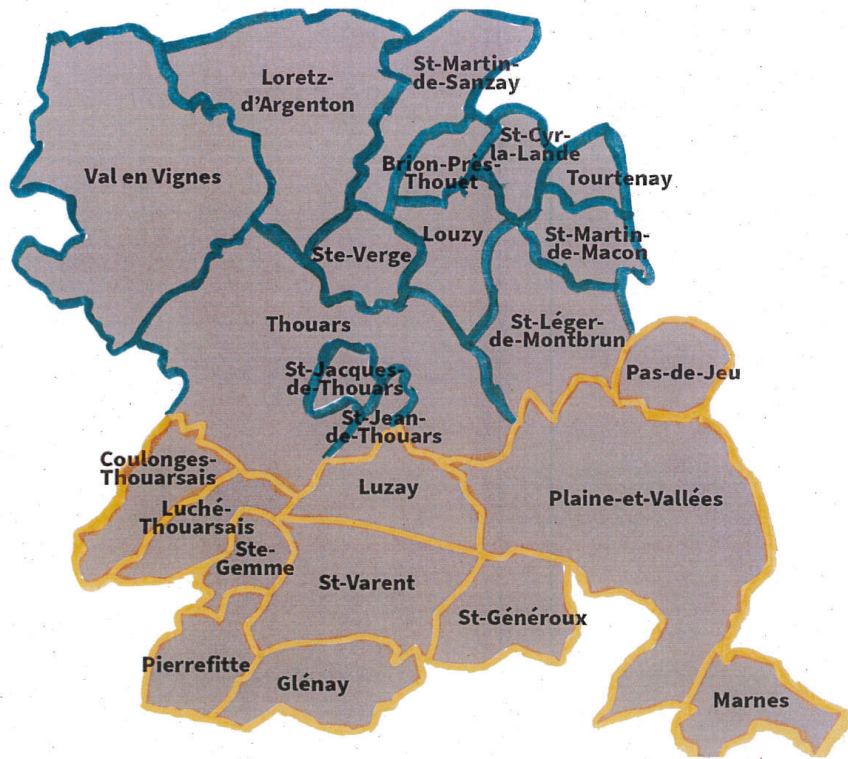 St-Martin-
de-Sanzay
Loretz-
d'Argenton
St-Cyr-
la-Lande
Brion-Près-
Thouet
Val en Vignes
Tourtenay
Louzy
St-Martin-
de-Macon
Ste-Verge
Thouars
St-Léger-
de-Montbrun
St-Jacques-
de-Thouars
Pas-de-Jeu
St-Jean-
de-Thouars
Coulonges-
Thouarsais
Luzay
Plaine-et-Vallées
Luché-
Thouarsais
Ste-
Gemme
St-Varent
St-Généroux
Pierrefitte
Glénay
Marnes